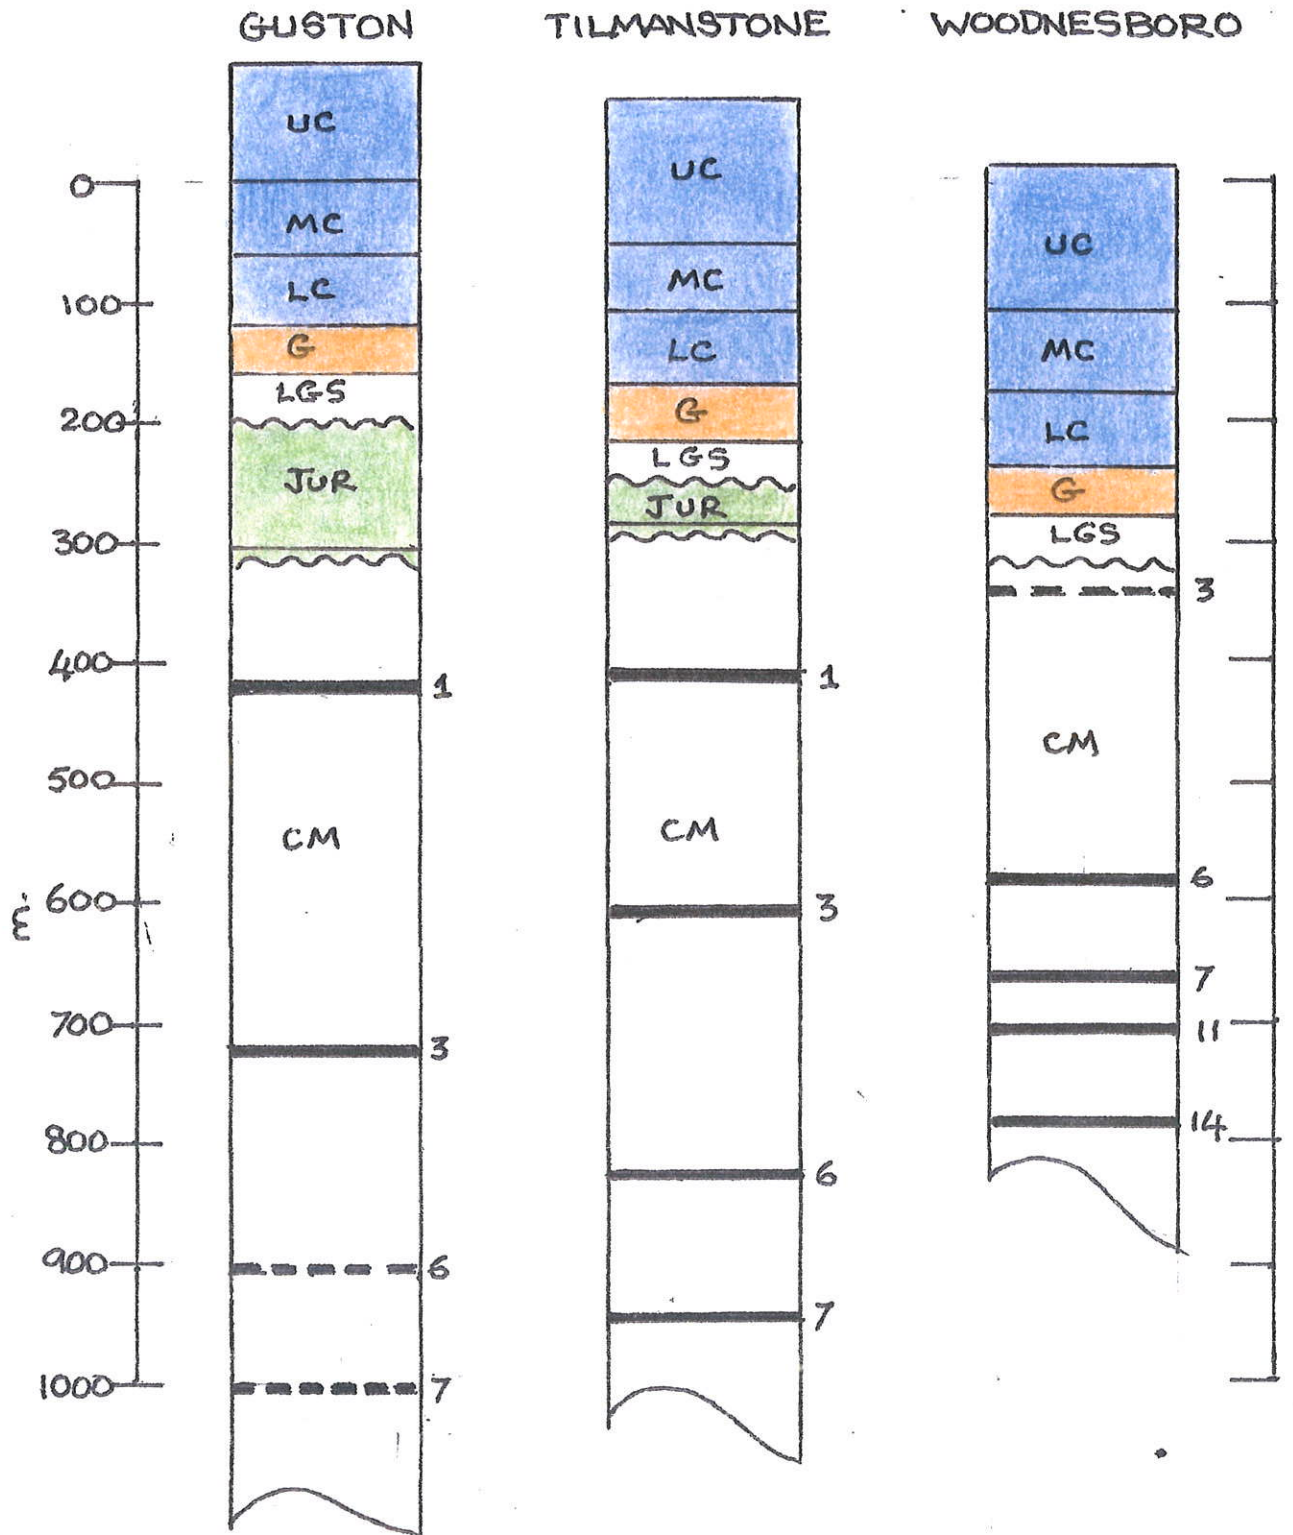 GUSTON TILMANSTONE WOODNESBORO
UC
UC
0
MC
UC
MC
LC
100
G
LC
MC
LGS
G
200
LC
LGS
JUR
G
JUR
300
LGS
3
400
1
1
CM
500
CM
CM
6
600
3
m.
7
700
11
3
14
800
6
900
6
7
1000
7